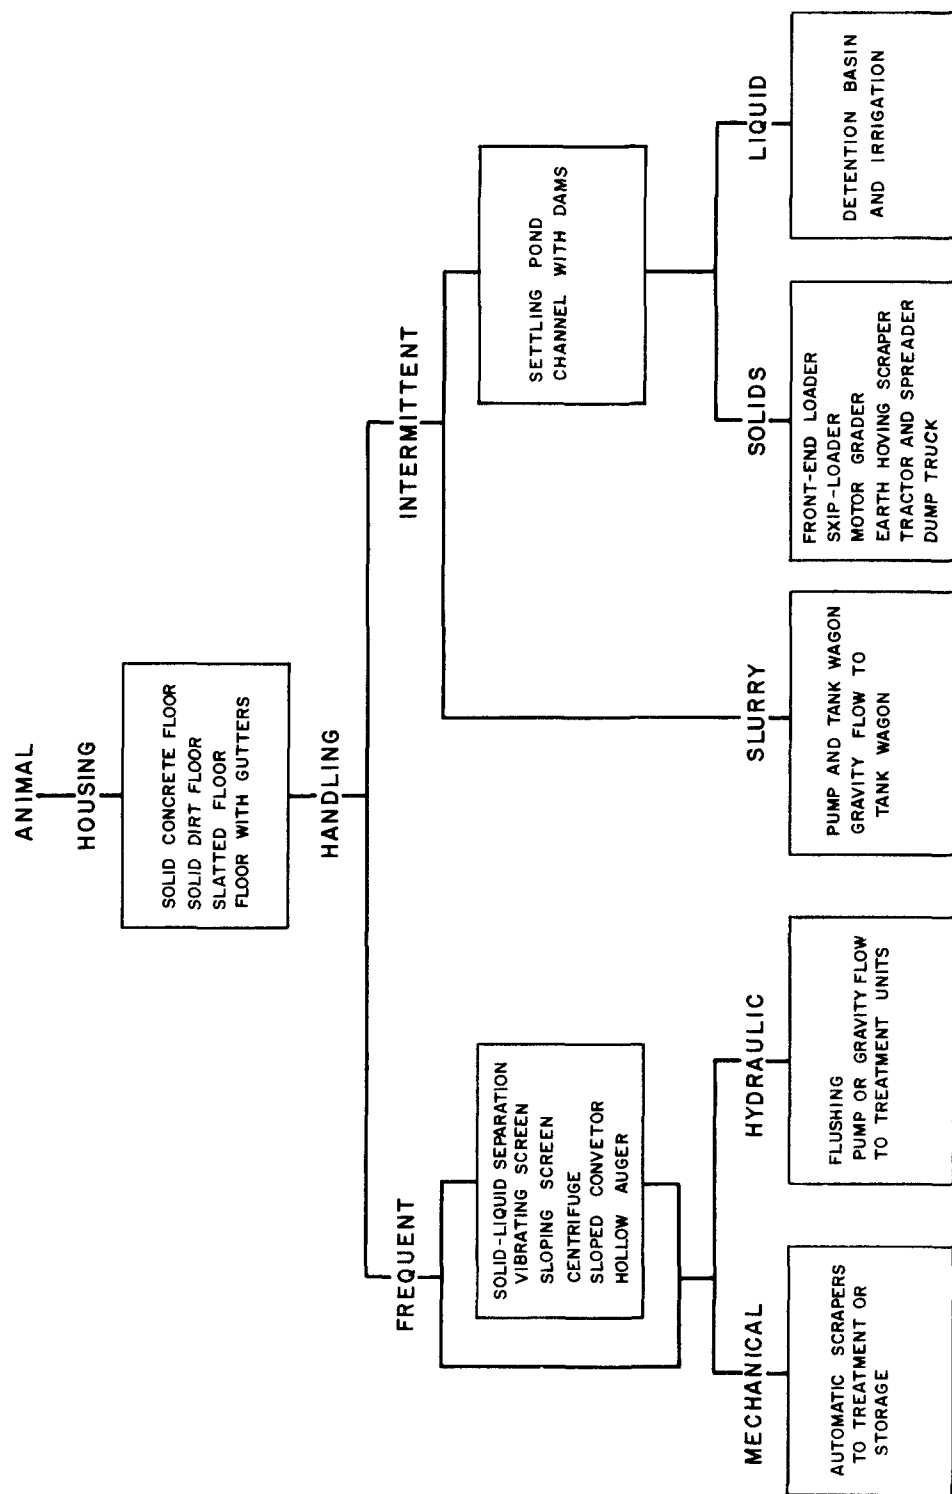 ANIMAL
HOUSING
SOLID CONCRETE FLOOR
SOLID DIRT FLOOR
SLATTED FLOOR
FLOOR WITH GUTTERS
HANDLING
FREQUENT
INTERMITTENT
SOLID-LIQUID SEPARATION
VIBRATING SCREEN
SLOPING SCREEN
CENTRIFUGE
SLOPED CONVETOR
HOLLOW AUGER
SETTLING POND
CHANNEL WITH DAMS
MECHANICAL
HYDRAULIC
SLURRY
SOLIDS
LIQUID
AUTOMATIC SCRAPERS
TO TREATMENT OR
STORAGE
FLUSHING
PUMP OR GRAVITY FLOW
TO TREATMENT UNITS
PUMP AND TANK WAGON
GRAVITY FLOW TO
TANK WAGON
FRONT-END LOADER
SXIP-LOADER
MOTOR GRADER
EARTH HOVING SCRAPER
TRACTOR AND SPREADER
DUMP TRUCK
DETENTION BASIN
AND IRRIGATION